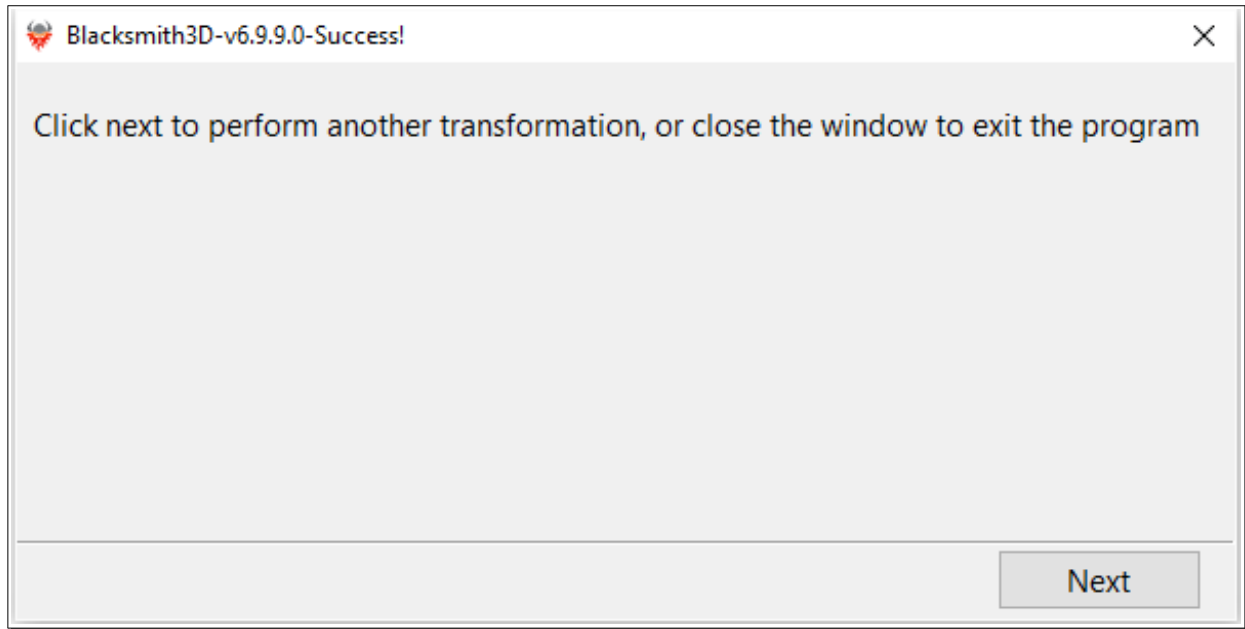 Blacksmith3D-v6.9.9.0-Success!
Click next to perform another transformation, or close the window to exit the program
Next